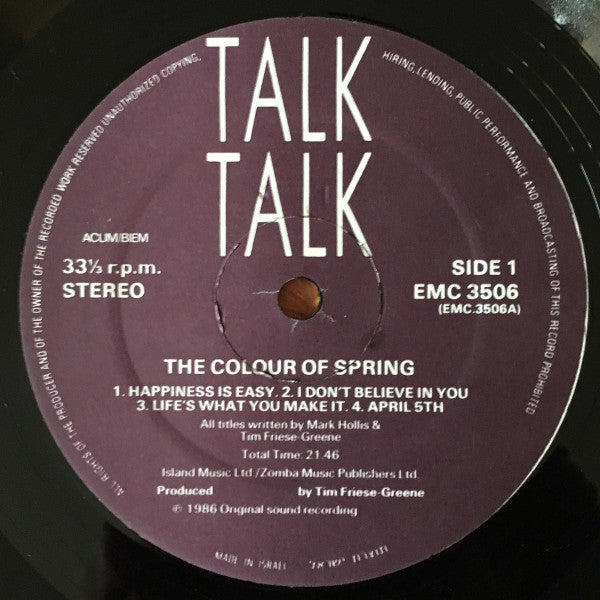 TALK
TALK
ALL RIGHTS OF THE PRODUCER AND OF THE OWNER OF THE RECORDED WORK RESERVED UNAUTHORIZED COPYING,
HIRING, LENDING, PUBLIC PERFORMANCE AND BROADCASTING OF THIS RECORD PROHIBITED
ACUM/BIEM
33⅓ r.p.m.
STEREO
SIDE 1
EMC 3506
(EMC.3506A)
THE COLOUR OF SPRING
1. HAPPINESS IS EASY. 2. I DON'T BELIEVE IN YOU
3. LIFE'S WHAT YOU MAKE IT. 4. APRIL 5TH
All titles written by Mark Hollis &
Tim Friese-Greene
Total Time: 21.46
Island Music Ltd./Zomba Music Publishers Ltd.
Produced by Tim Friese-Greene
℗ 1986 Original sound recording
MADE IN ISRAEL